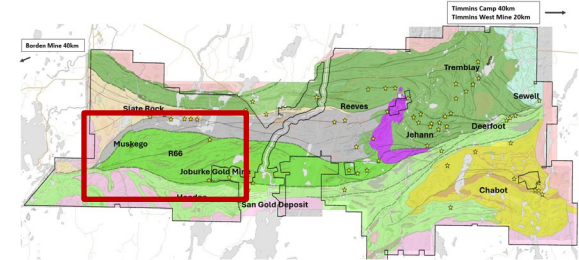 Timmins Camp 40km
Timmins West Mine 20km
Borden Mine 40km
Tremblay
Sewell
Slate Rock
Reeves
Deerfoot
Muskego
Jehann
R66
Joburke Gold Mine
Chabot
San Gold Deposit